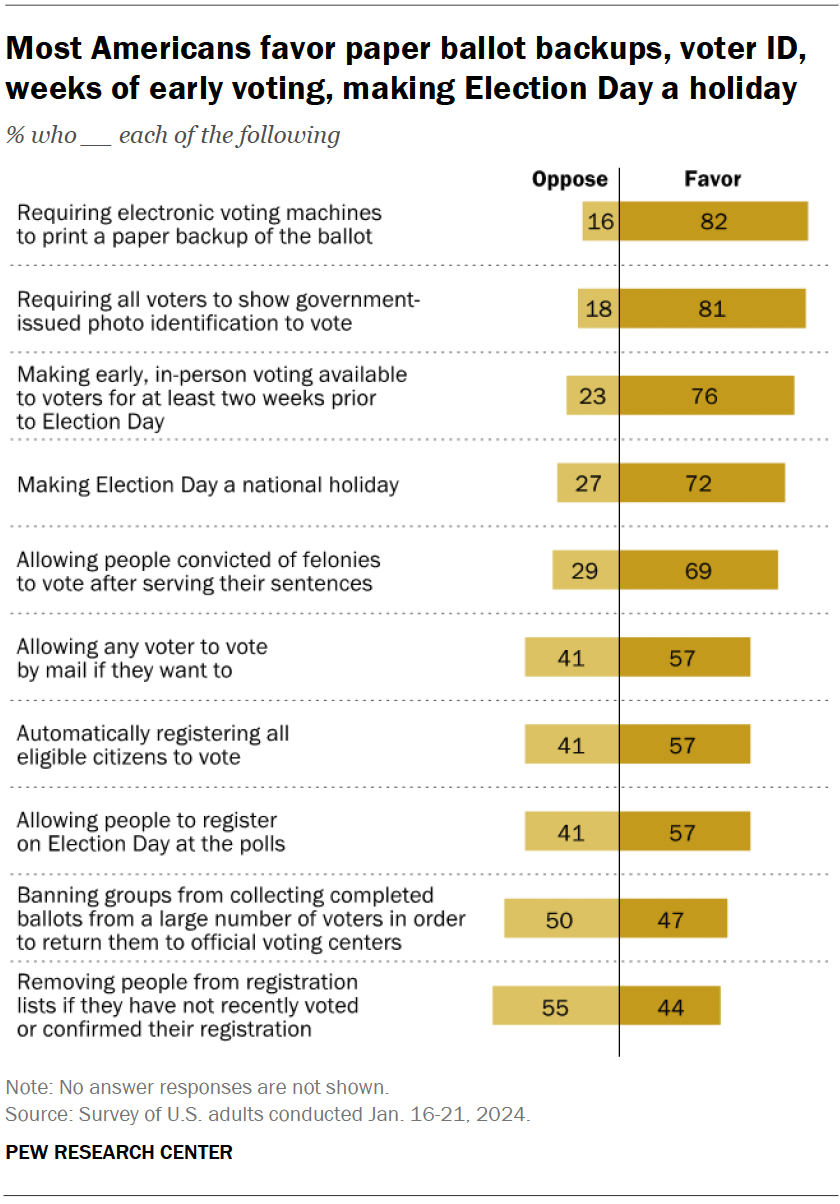 Most Americans favor paper ballot backups, voter ID,
weeks of early voting, making Election Day a holiday
% who __ each of the following
Oppose Favor
Requiring electronic voting machines
to print a paper backup of the ballot
16 82
Requiring all voters to show government-
issued photo identification to vote
18 81
Making early, in-person voting available
to voters for at least two weeks prior
to Election Day
23 76
Making Election Day a national holiday
27 72
Allowing people convicted of felonies
to vote after serving their sentences
29 69
Allowing any voter to vote
by mail if they want to
41 57
Automatically registering all
eligible citizens to vote
41 57
Allowing people to register
on Election Day at the polls
41 57
Banning groups from collecting completed
ballots from a large number of voters in order
to return them to official voting centers
50 47
Removing people from registration
lists if they have not recently voted
or confirmed their registration
55 44
Note: No answer responses are not shown.
Source: Survey of U.S. adults conducted Jan. 16-21, 2024.
PEW RESEARCH CENTER